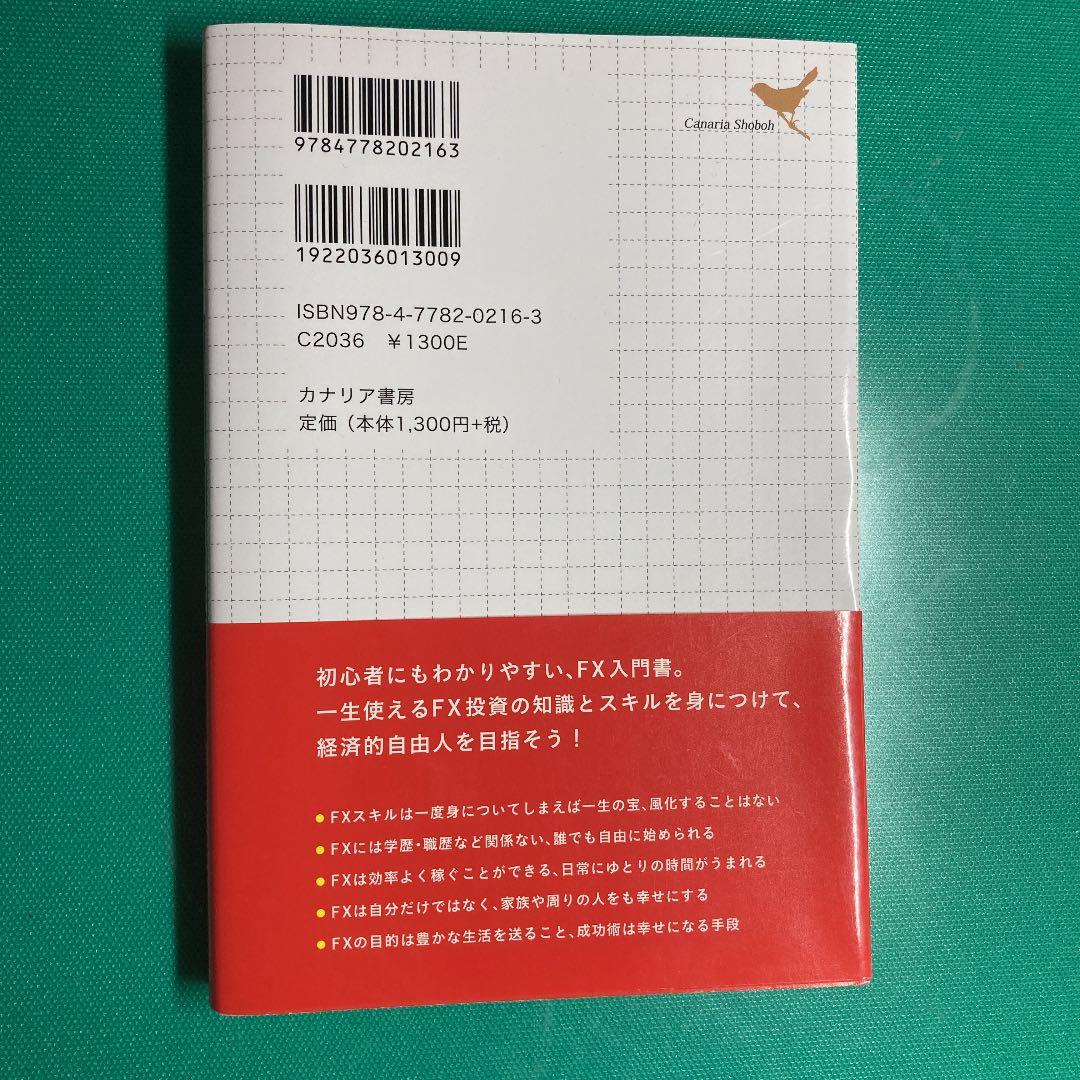 9784778202163
Canaria Shoboh
1922036013009
ISBN978-4-7782-0216-3
C2036 ¥1300E
カナリア書房
定価（本体1,300円+税）
初心者にもわかりやすい、FX入門書。
一生使えるFX投資の知識とスキルを身につけて、
経済的自由人を目指そう！
●FXスキルは一度身についてしまえば一生の宝、風化することはない
●FXには学歴・職歴など関係ない、誰でも自由に始められる
●FXは効率よく稼ぐことができる、日常にゆとりの時間がうまれる
●FXは自分だけではなく、家族や周りの人をも幸せにする
●FXの目的は豊かな生活を送ること、成功術は幸せになる手段